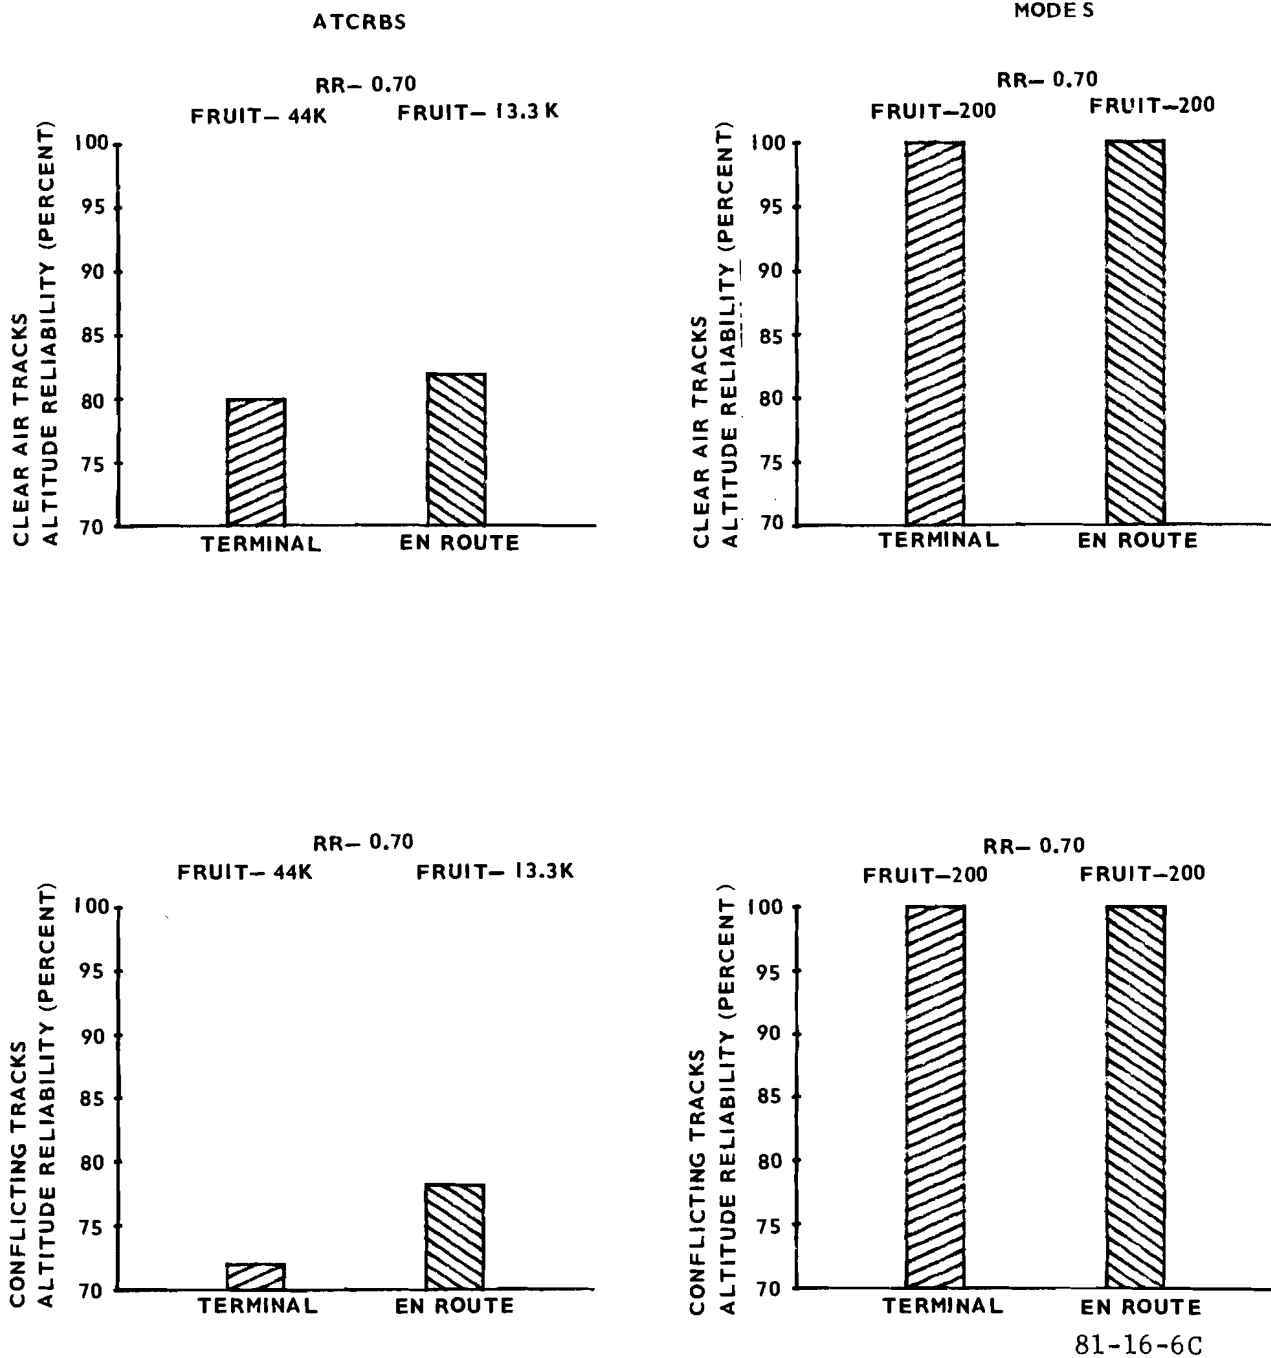 ATCRBS
RR– 0.70
FRUIT– 44K
FRUIT– 13.3 K
CLEAR AIR TRACKS
ALTITUDE RELIABILITY (PERCENT)
100
95
90
85
80
75
70
TERMINAL
EN ROUTE
MODE S
RR– 0.70
FRUIT–200
FRUIT–200
CLEAR AIR TRACKS
ALTITUDE RELIABILITY (PERCENT)
100
95
90
85
80
75
70
TERMINAL
EN ROUTE
RR– 0.70
FRUIT– 44K
FRUIT– 13.3K
CONFLICTING TRACKS
ALTITUDE RELIABILITY (PERCENT)
100
95
90
85
80
75
70
TERMINAL
EN ROUTE
RR– 0.70
FRUIT–200
FRUIT–200
CONFLICTING TRACKS
ALTITUDE RELIABILITY (PERCENT)
100
95
90
85
80
75
70
TERMINAL
EN ROUTE
81-16-6C